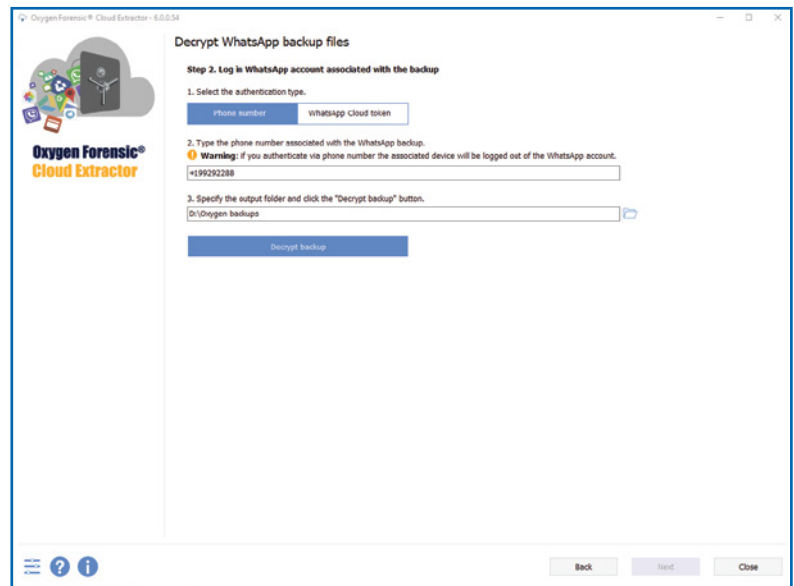 Oxygen Forensic® Cloud Extractor - 6.0.0.54
Decrypt WhatsApp backup files
Step 2. Log in WhatsApp account associated with the backup
1. Select the authentication type.
Phone number
WhatsApp Cloud token
2. Type the phone number associated with the WhatsApp backup.
Warning: if you authenticate via phone number the associated device will be logged out of the WhatsApp account.
+199292288
3. Specify the output folder and click the "Decrypt backup" button.
D:\Oxygen backups
Decrypt backup
Oxygen Forensic®
Cloud Extractor
Back
Next
Close